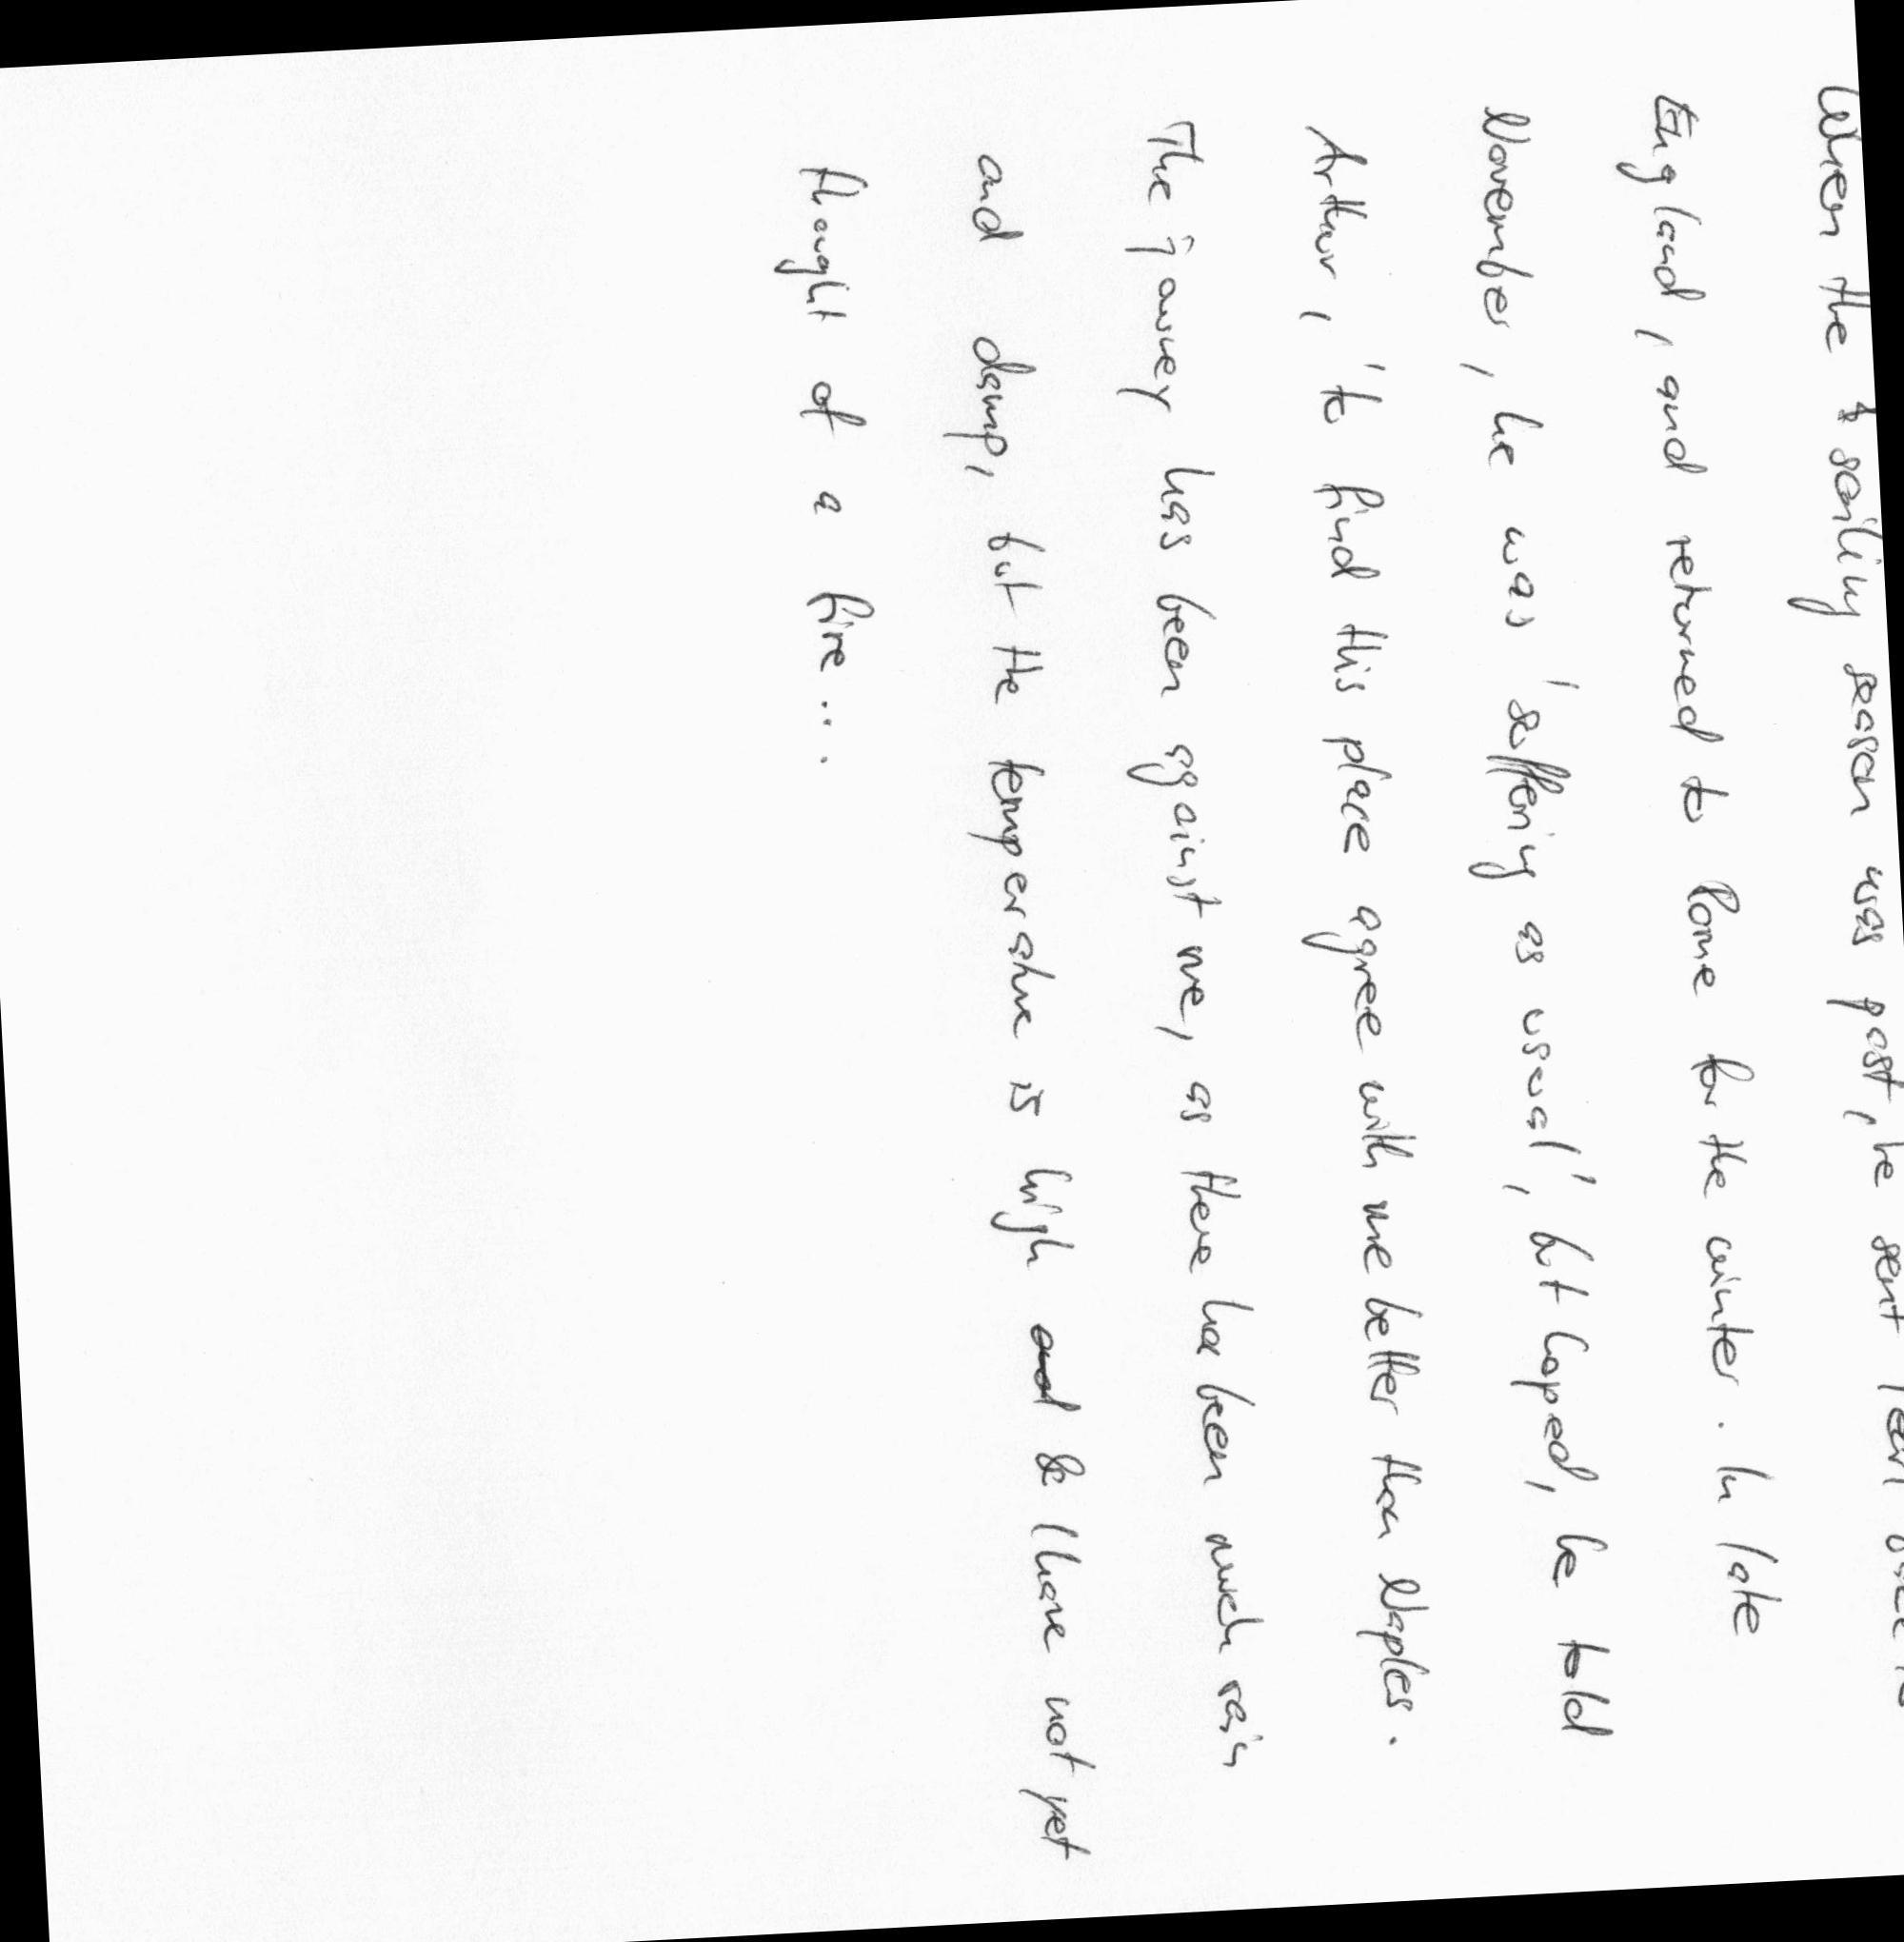 When the sailing season was past, he sent Pearl back to
England, and returned to Rome for the winter. In late
November, he was 'suffering as usual', but hoped, he told
Arthur, 'to find this place agree with me better than Naples.
The journey has been against me, as there has been much rain
and damp, but the temperature is high & I have not yet
thought of a fire....